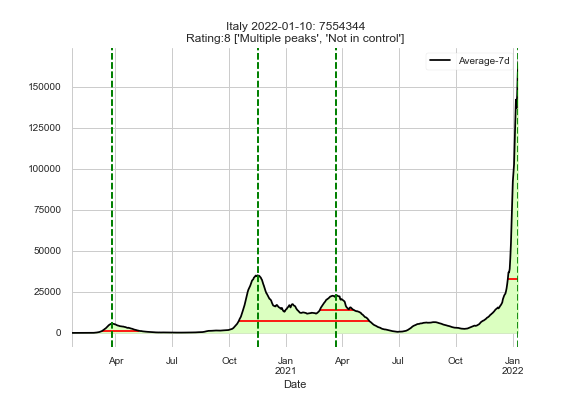 Italy 2022-01-10: 7554344
Rating:8 ['Multiple peaks', 'Not in control']
Average-7d
150000
125000
100000
75000
50000
25000
0
Apr Jul Oct Jan Apr Jul Oct Jan
2021 2022
Date